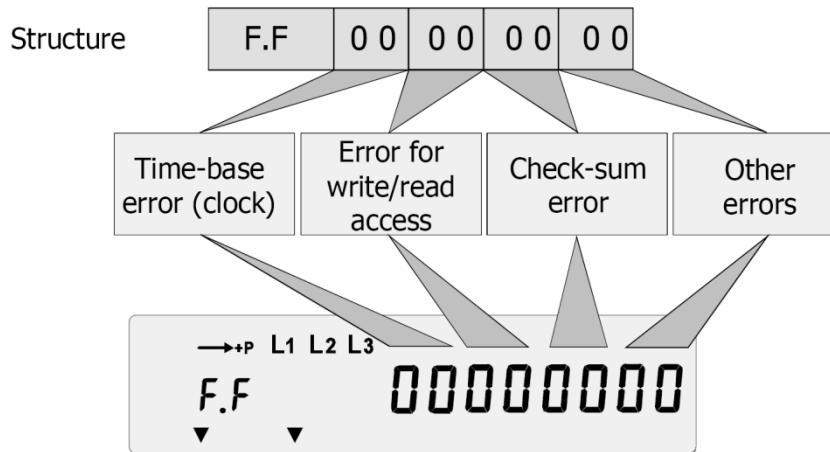 Structure
F.F 0 0 0 0 0 0 0 0
Time-base
error (clock)
Error for
write/read
access
Check-sum
error
Other
errors
+P L1 L2 L3
F.F 00000000